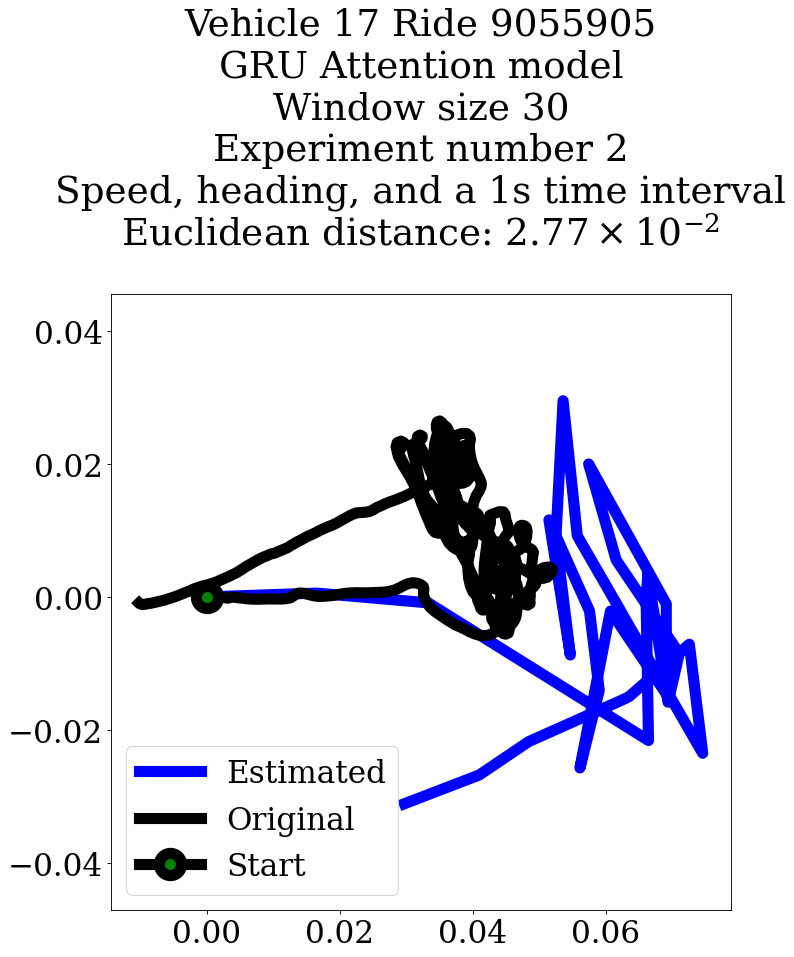 Vehicle 17 Ride 9055905
GRU Attention model
Window size 30
Experiment number 2
Speed, heading, and a 1s time interval
Euclidean distance: 2.77 × 10⁻²
0.04
0.02
0.00
−0.02
−0.04
Estimated
Original
Start
0.00 0.02 0.04 0.06